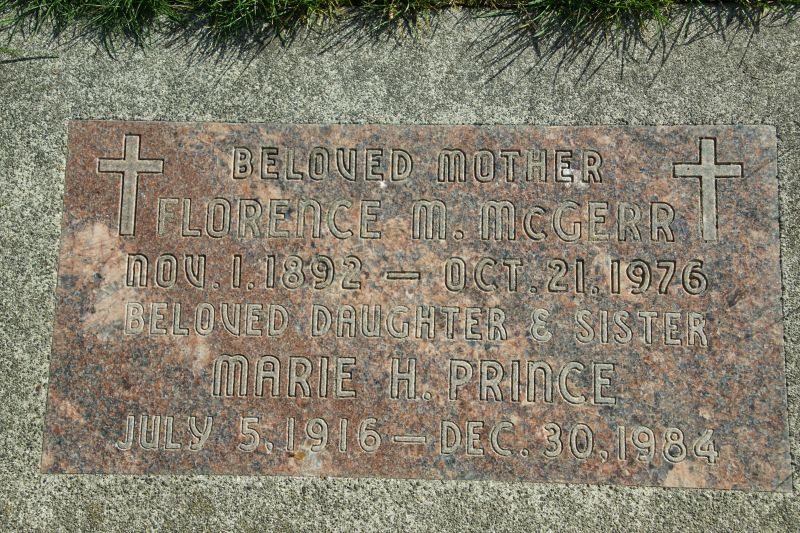 BELOVED MOTHER
FLORENCE M. McGERR
NOV. 1. 1892 – OCT. 21. 1976
BELOVED DAUGHTER & SISTER
MARIE H. PRINCE
JULY 5, 1916 – DEC. 30, 1984